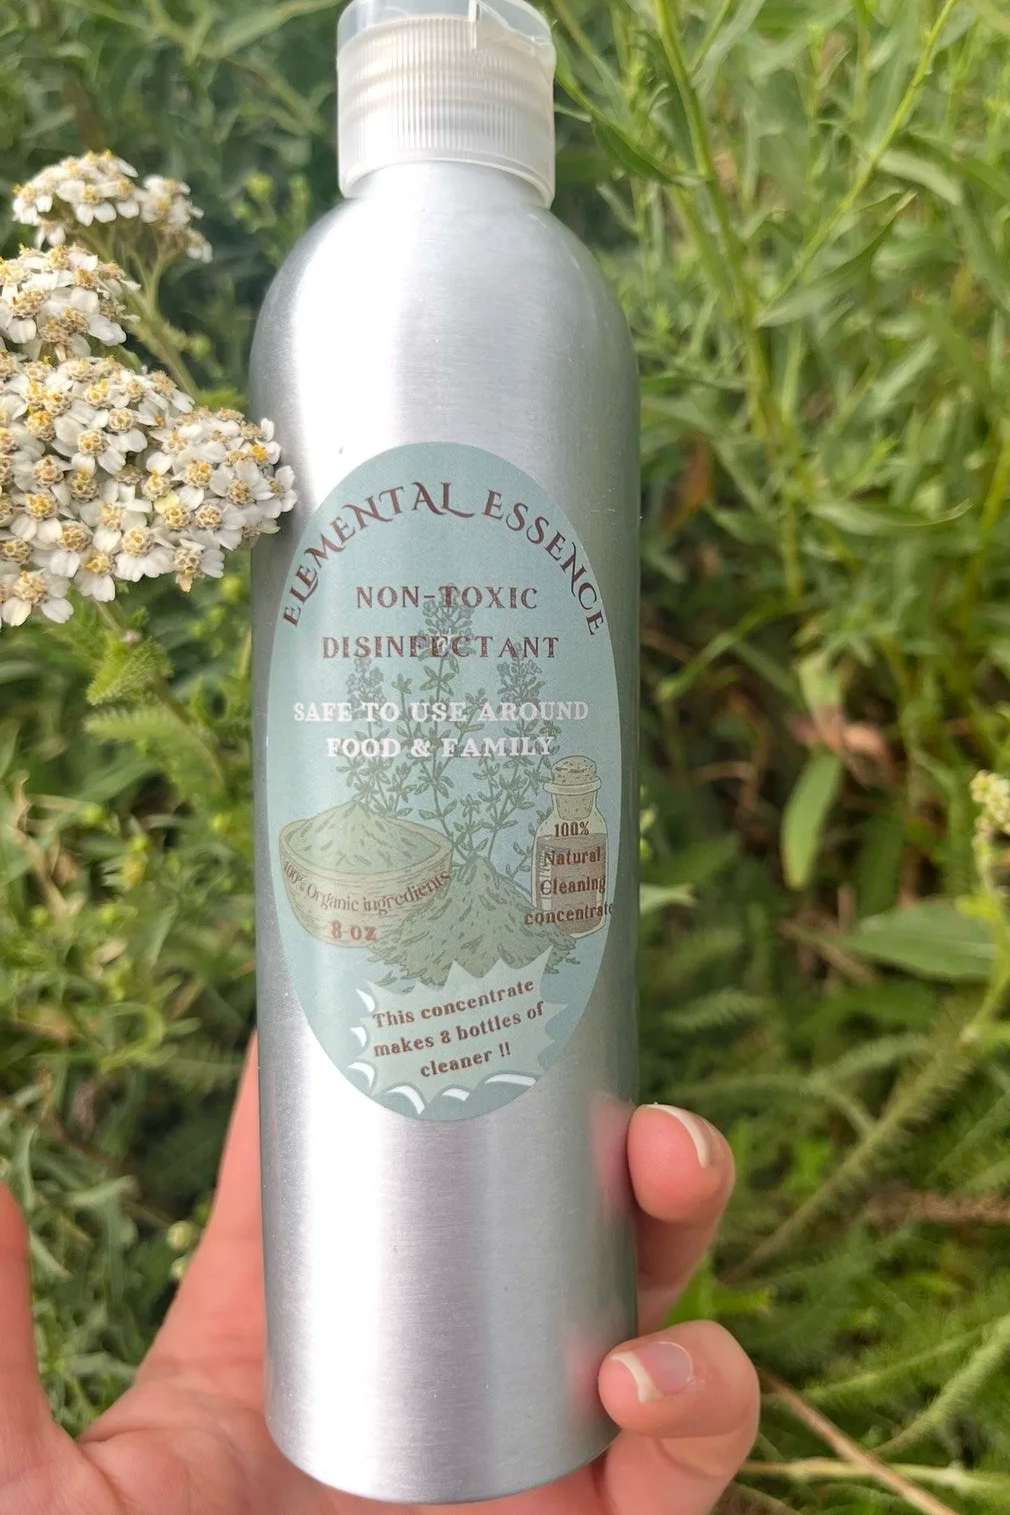 ELEMENTAL ESSENCE
NON-TOXIC
DISINFECTANT
SAFE TO USE AROUND
FOOD & FAMILY
100%
Natural
Cleaning
concentrate
100% Organic ingredients
8 oz
This concentrate
makes 8 bottles of
cleaner !!